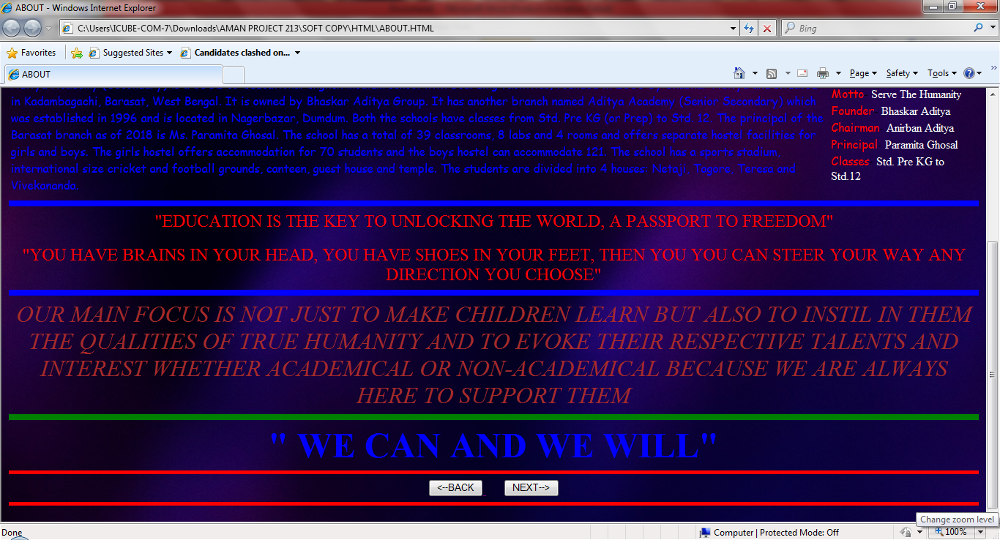 ABOUT - Windows Internet Explorer
C:\Users\ICUBE-COM-7\Downloads\AMAN PROJECT 213\SOFT COPY\HTML\ABOUT.HTML
Bing
Favorites
Suggested Sites
Candidates clashed on...
ABOUT
Page
Safety
Tools
in Kadambagachi, Barasat, West Bengal. It is owned by Bhaskar Aditya Group. It has another branch named Aditya Academy (Senior Secondary) which
was established in 1996 and is located in Nagerbazar, Dumdum. Both the schools have classes from Std. Pre KG (or Prep) to Std. 12. The principal of the
Barasat branch as of 2018 is Ms. Paramita Ghosal. The school has a total of 39 classrooms, 8 labs and 4 rooms and offers separate hostel facilities for
girls and boys. The girls hostel offers accommodation for 70 students and the boys hostel can accommodate 121. The school has a sports stadium,
international size cricket and football grounds, canteen, guest house and temple. The students are divided into 4 houses: Netaji, Tagore, Teresa and
Vivekananda.
Motto Serve The Humanity
Founder Bhaskar Aditya
Chairman Anirban Aditya
Principal Paramita Ghosal
Classes Std. Pre KG to
Std.12
"EDUCATION IS THE KEY TO UNLOCKING THE WORLD, A PASSPORT TO FREEDOM"
"YOU HAVE BRAINS IN YOUR HEAD, YOU HAVE SHOES IN YOUR FEET, THEN YOU YOU CAN STEER YOUR WAY ANY
DIRECTION YOU CHOOSE"
OUR MAIN FOCUS IS NOT JUST TO MAKE CHILDREN LEARN BUT ALSO TO INSTIL IN THEM
THE QUALITIES OF TRUE HUMANITY AND TO EVOKE THEIR RESPECTIVE TALENTS AND
INTEREST WHETHER ACADEMICAL OR NON-ACADEMICAL BECAUSE WE ARE ALWAYS
HERE TO SUPPORT THEM
" WE CAN AND WE WILL"
<--BACK
NEXT-->
Change zoom level
Done
Computer | Protected Mode: Off
100%